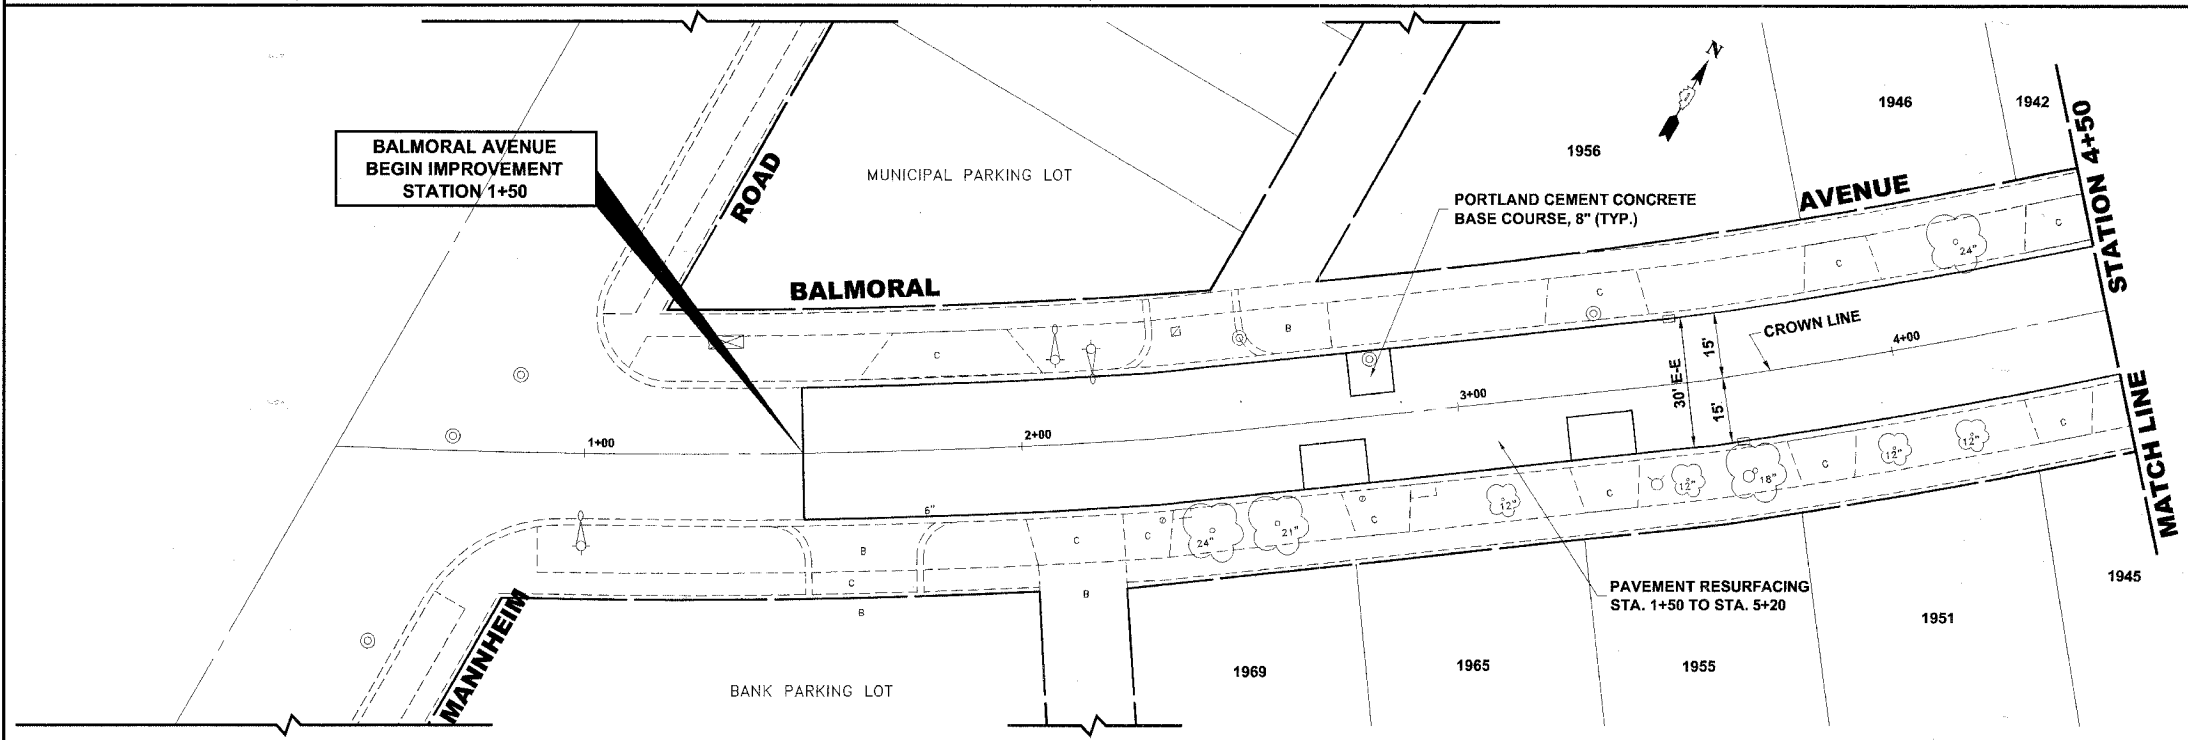 N
1946
1942
STATION 4+50
BALMORAL AVENUE
BEGIN IMPROVEMENT
STATION 1+50
ROAD
MUNICIPAL PARKING LOT
1956
PORTLAND CEMENT CONCRETE
BASE COURSE, 8" (TYP.)
AVENUE
C
24"
C
BALMORAL
C
B
C
CROWN LINE
15'
30' E-E
15'
4+00
3+00
2+00
1+00
MATCH LINE
6"
B
C
C
24"
21"
C
12"
C
12"
18"
C
12"
12"
C
C
B
B
PAVEMENT RESURFACING
STA. 1+50 TO STA. 5+20
1945
1951
1955
1965
1969
MANNHEIM
BANK PARKING LOT